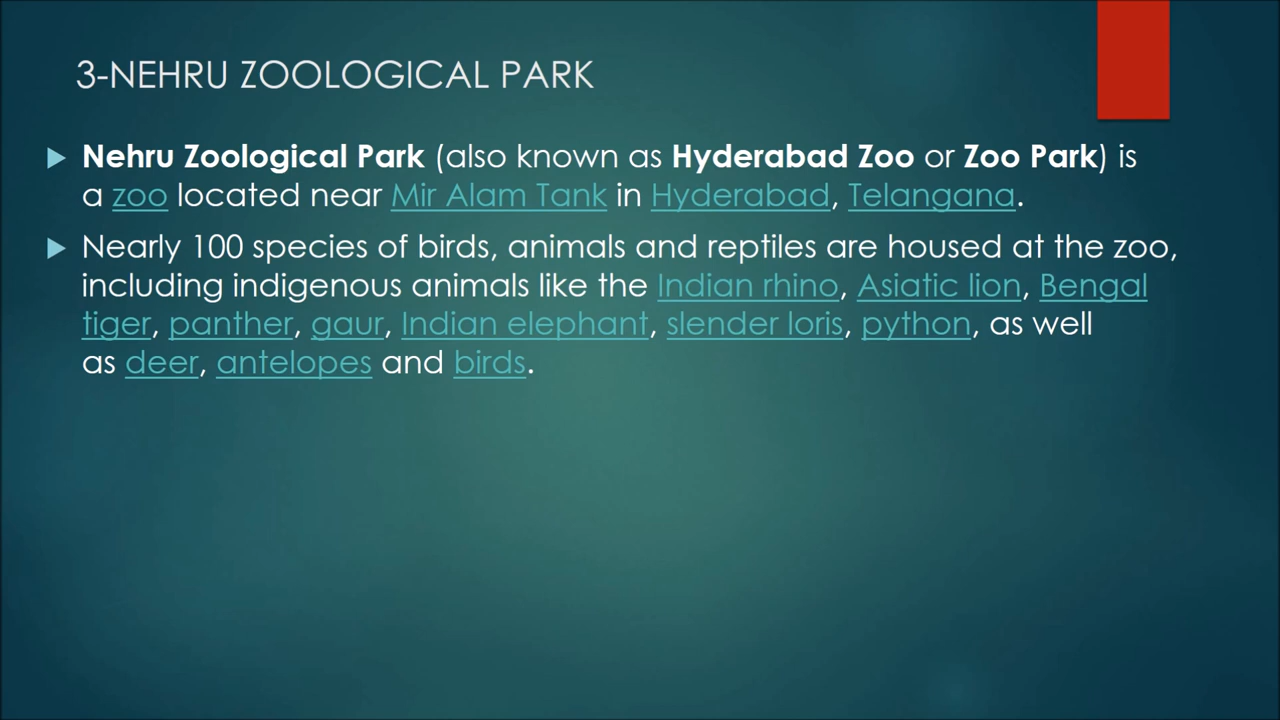 3-NEHRU ZOOLOGICAL PARK
Nehru Zoological Park (also known as Hyderabad Zoo or Zoo Park) is
a zoo located near Mir Alam Tank in Hyderabad, Telangana.
Nearly 100 species of birds, animals and reptiles are housed at the zoo,
including indigenous animals like the Indian rhino, Asiatic lion, Bengal
tiger, panther, gaur, Indian elephant, slender loris, python, as well
as deer, antelopes and birds.